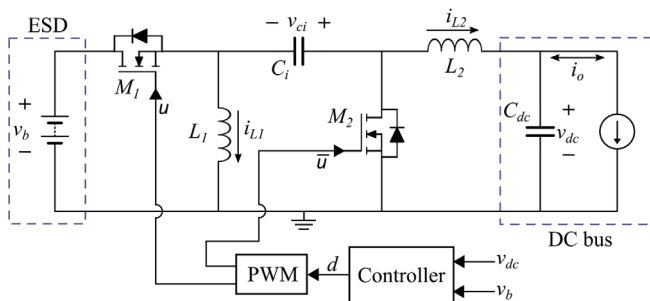 ESD
− v_ci +
C_i
i_L2
L_2
M_1
u
+
v_b
−
L_1
i_L1
M_2
u̅
C_dc
+
v_dc
−
i_o
DC bus
PWM
d
Controller
v_dc
v_b